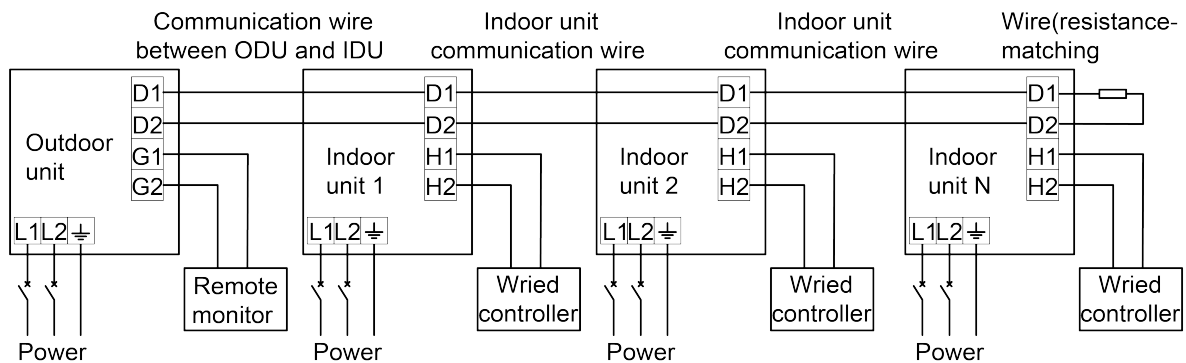 Communication wire
between ODU and IDU
Indoor unit
communication wire
Indoor unit
communication wire
Wire(resistance-
matching
Outdoor
unit
D1
D2
G1
G2
L1 L2
Remote
monitor
Power
Indoor
unit 1
D1
D2
H1
H2
L1 L2
Wried
controller
Power
Indoor
unit 2
D1
D2
H1
H2
L1 L2
Wried
controller
Power
Indoor
unit N
D1
D2
H1
H2
L1 L2
Wried
controller
Power